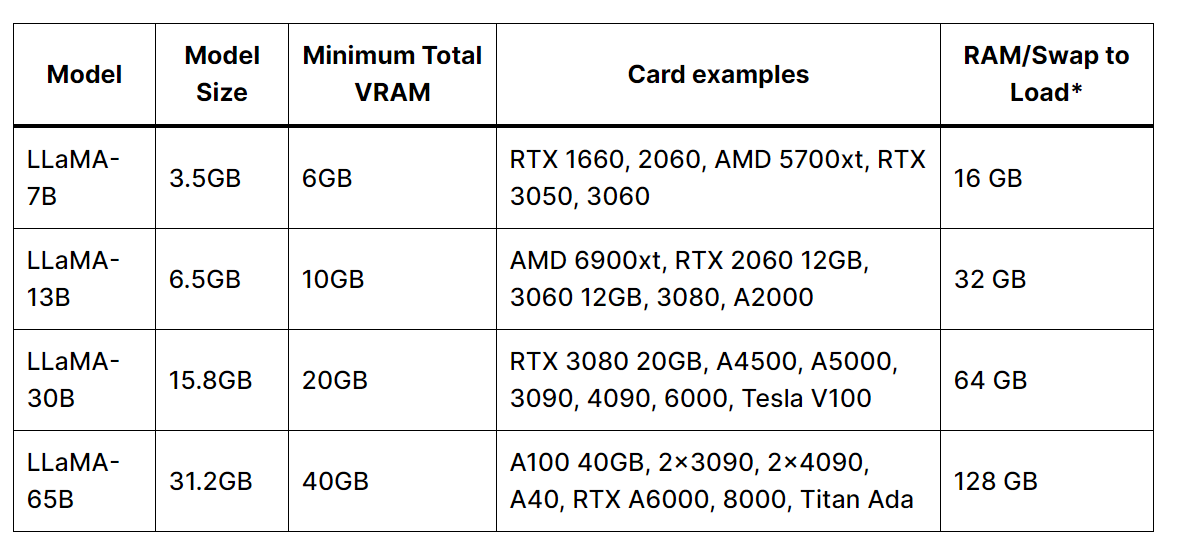 Model
Model
Size
Minimum Total
VRAM
Card examples
RAM/Swap to
Load*
LLaMA-
7B
3.5GB
6GB
RTX 1660, 2060, AMD 5700xt, RTX
3050, 3060
16 GB
LLaMA-
13B
6.5GB
10GB
AMD 6900xt, RTX 2060 12GB,
3060 12GB, 3080, A2000
32 GB
LLaMA-
30B
15.8GB
20GB
RTX 3080 20GB, A4500, A5000,
3090, 4090, 6000, Tesla V100
64 GB
LLaMA-
65B
31.2GB
40GB
A100 40GB, 2×3090, 2×4090,
A40, RTX A6000, 8000, Titan Ada
128 GB